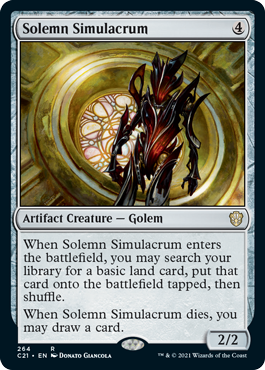 Solemn Simulacrum 4
Artifact Creature — Golem
When Solemn Simulacrum enters
the battlefield, you may search your
library for a basic land card, put that
card onto the battlefield tapped, then
shuffle.
When Solemn Simulacrum dies, you
may draw a card.
2/2
264 R
C21 • EN DONATO GIANCOLA
™ & © 2021 Wizards of the Coast